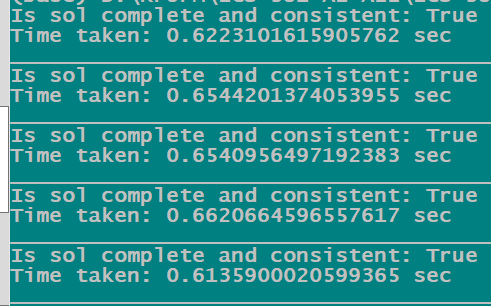 Is sol complete and consistent: True
Time taken: 0.6223101615905762 sec
Is sol complete and consistent: True
Time taken: 0.6544201374053955 sec
Is sol complete and consistent: True
Time taken: 0.6540956497192383 sec
Is sol complete and consistent: True
Time taken: 0.6620664596557617 sec
Is sol complete and consistent: True
Time taken: 0.6135900020599365 sec